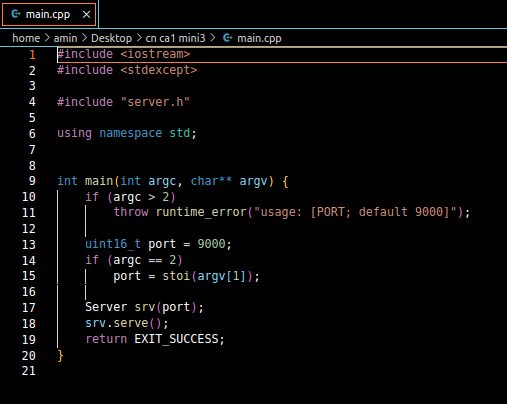 main.cpp
home > amin > Desktop > cn ca1 mini3 > main.cpp
1 #include <iostream>
2 #include <stdexcept>
3
4 #include "server.h"
5
6 using namespace std;
7
8
9 int main(int argc, char** argv) {
10     if (argc > 2)
11         throw runtime_error("usage: [PORT; default 9000]");
12
13     uint16_t port = 9000;
14     if (argc == 2)
15         port = stoi(argv[1]);
16
17     Server srv(port);
18     srv.serve();
19     return EXIT_SUCCESS;
20 }
21